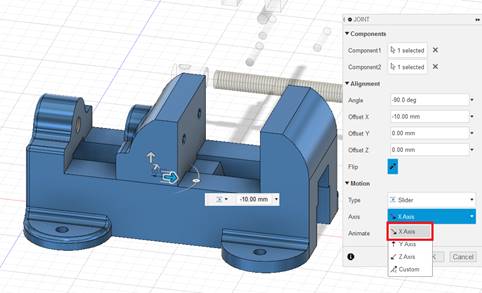 JOINT
Components
Component1 1 selected
Component2 1 selected
Alignment
Angle -90.0 deg
Offset X -10.00 mm
Offset Y 0.00 mm
Offset Z 0.00 mm
Flip
Motion
Type Slider
Axis X Axis
Animate X Axis
Y Axis
Cancel
Z Axis
Custom
-10.00 mm